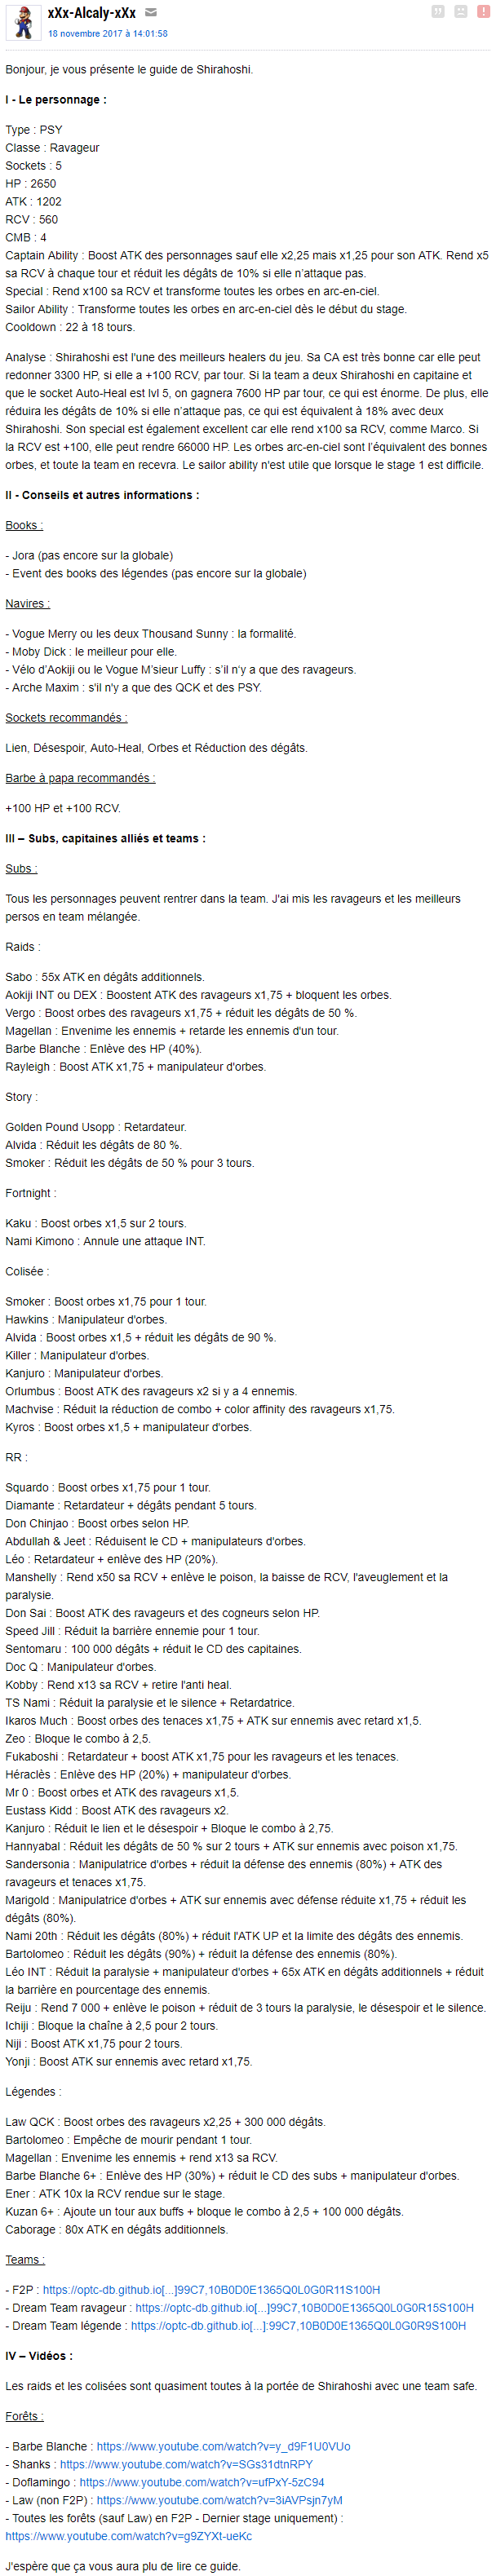 xXx-Alcaly-xXx
18 novembre 2017 à 14:01:58
Bonjour, je vous présente le guide de Shirahoshi.
I - Le personnage :
Type : PSY
Classe : Ravageur
Sockets : 5
HP : 2650
ATK : 1202
RCV : 560
CMB : 4
Captain Ability : Boost ATK des personnages sauf elle x2,25 mais x1,25 pour son ATK. Rend x5
sa RCV à chaque tour et réduit les dégâts de 10% si elle n'attaque pas.
Special : Rend x100 sa RCV et transforme toutes les orbes en arc-en-ciel.
Sailor Ability : Transforme toutes les orbes en arc-en-ciel dès le début du stage.
Cooldown : 22 à 18 tours.
Analyse : Shirahoshi est l'une des meilleurs healers du jeu. Sa CA est très bonne car elle peut
redonner 3300 HP, si elle a +100 RCV, par tour. Si la team a deux Shirahoshi en capitaine et
que le socket Auto-Heal est lvl 5, on gagnera 7600 HP par tour, ce qui est énorme. De plus, elle
réduira les dégâts de 10% si elle n'attaque pas, ce qui est équivalent à 18% avec deux
Shirahoshi. Son special est également excellent car elle rend x100 sa RCV, comme Marco. Si
la RCV est +100, elle peut rendre 66000 HP. Les orbes arc-en-ciel sont l'équivalent des bonnes
orbes, et toute la team en recevra. Le sailor ability n'est utile que lorsque le stage 1 est difficile.
II - Conseils et autres informations :
Books :
- Jora (pas encore sur la globale)
- Event des books des légendes (pas encore sur la globale)
Navires :
- Vogue Merry ou les deux Thousand Sunny : la formalité.
- Moby Dick : le meilleur pour elle.
- Vélo d'Aokiji ou le Vogue M'sieur Luffy : s'il n'y a que des ravageurs.
- Arche Maxim : s'il n'y a que des QCK et des PSY.
Sockets recommandés :
Lien, Désespoir, Auto-Heal, Orbes et Réduction des dégâts.
Barbe à papa recommandés :
+100 HP et +100 RCV.
III – Subs, capitaines alliés et teams :
Subs :
Tous les personnages peuvent rentrer dans la team. J'ai mis les ravageurs et les meilleurs
persos en team mélangée.
Raids :
Sabo : 55x ATK en dégâts additionnels.
Aokiji INT ou DEX : Boostent ATK des ravageurs x1,75 + bloquent les orbes.
Vergo : Boost orbes des ravageurs x1,75 + réduit les dégâts de 50 %.
Magellan : Envenime les ennemis + retarde les ennemis d'un tour.
Barbe Blanche : Enlève des HP (40%).
Rayleigh : Boost ATK x1,75 + manipulateur d'orbes.
Story :
Golden Pound Usopp : Retardateur.
Alvida : Réduit les dégâts de 80 %.
Smoker : Réduit les dégâts de 50 % pour 3 tours.
Fortnight :
Kaku : Boost orbes x1,5 sur 2 tours.
Nami Kimono : Annule une attaque INT.
Colisée :
Smoker : Boost orbes x1,75 pour 1 tour.
Hawkins : Manipulateur d'orbes.
Alvida : Boost orbes x1,5 + réduit les dégâts de 90 %.
Killer : Manipulateur d'orbes.
Kanjuro : Manipulateur d'orbes.
Orlumbus : Boost ATK des ravageurs x2 si y a 4 ennemis.
Machvise : Réduit la réduction de combo + color affinity des ravageurs x1,75.
Kyros : Boost orbes x1,5 + manipulateur d'orbes.
RR :
Squardo : Boost orbes x1,75 pour 1 tour.
Diamante : Retardateur + dégâts pendant 5 tours.
Don Chinjao : Boost orbes selon HP.
Abdullah & Jeet : Réduisent le CD + manipulateurs d'orbes.
Léo : Retardateur + enlève des HP (20%).
Manshelly : Rend x50 sa RCV + enlève le poison, la baisse de RCV, l'aveuglement et la
paralysie.
Don Sai : Boost ATK des ravageurs et des cogneurs selon HP.
Speed Jill : Réduit la barrière ennemie pour 1 tour.
Sentomaru : 100 000 dégâts + réduit le CD des capitaines.
Doc Q : Manipulateur d'orbes.
Kobby : Rend x13 sa RCV + retire l'anti heal.
TS Nami : Réduit la paralysie et le silence + Retardatrice.
Ikaros Much : Boost orbes des tenaces x1,75 + ATK sur ennemis avec retard x1,5.
Zeo : Bloque le combo à 2,5.
Fukaboshi : Retardateur + boost ATK x1,75 pour les ravageurs et les tenaces.
Héraclès : Enlève des HP (20%) + manipulateur d'orbes.
Mr 0 : Boost orbes et ATK des ravageurs x1,5.
Eustass Kidd : Boost ATK des ravageurs x2.
Kanjuro : Réduit le lien et le désespoir + Bloque le combo à 2,75.
Hannyabal : Réduit les dégâts de 50 % sur 2 tours + ATK sur ennemis avec poison x1,75.
Sandersonia : Manipulatrice d'orbes + réduit la défense des ennemis (80%) + ATK des
ravageurs et tenaces x1,75.
Marigold : Manipulatrice d'orbes + ATK sur ennemis avec défense réduite x1,75 + réduit les
dégâts (80%).
Nami 20th : Réduit les dégâts (80%) + réduit l'ATK UP et la limite des dégâts des ennemis.
Bartolomeo : Réduit les dégâts (90%) + réduit la défense des ennemis (80%).
Léo INT : Réduit la paralysie + manipulateur d'orbes + 65x ATK en dégâts additionnels + réduit
la barrière en pourcentage des ennemis.
Reiju : Rend 7 000 + enlève le poison + réduit de 3 tours la paralysie, le désespoir et le silence.
Ichiji : Bloque la chaîne à 2,5 pour 2 tours.
Niji : Boost ATK x1,75 pour 2 tours.
Yonji : Boost ATK sur ennemis avec retard x1,75.
Légendes :
Law QCK : Boost orbes des ravageurs x2,25 + 300 000 dégâts.
Bartolomeo : Empêche de mourir pendant 1 tour.
Magellan : Envenime les ennemis + rend x13 sa RCV.
Barbe Blanche 6+ : Enlève des HP (30%) + réduit le CD des subs + manipulateur d'orbes.
Ener : ATK 10x la RCV rendue sur le stage.
Kuzan 6+ : Ajoute un tour aux buffs + bloque le combo à 2,5 + 100 000 dégâts.
Caborage : 80x ATK en dégâts additionnels.
Teams :
- F2P : https://optc-db.github.io[...]99C7,10B0D0E1365Q0L0G0R11S100H
- Dream Team ravageur : https://optc-db.github.io[...]99C7,10B0D0E1365Q0L0G0R15S100H
- Dream Team légende : https://optc-db.github.io[...]:99C7,10B0D0E1365Q0L0G0R9S100H
IV – Vidéos :
Les raids et les colisées sont quasiment toutes à la portée de Shirahoshi avec une team safe.
Forêts :
- Barbe Blanche : https://www.youtube.com/watch?v=y_d9F1U0VUo
- Shanks : https://www.youtube.com/watch?v=SGs31dtnRPY
- Doflamingo : https://www.youtube.com/watch?v=ufPxY-5zC94
- Law (non F2P) : https://www.youtube.com/watch?v=3iAVPsjn7yM
- Toutes les forêts (sauf Law) en F2P - Dernier stage uniquement) :
https://www.youtube.com/watch?v=g9ZYXt-ueKc
J'espère que ça vous aura plu de lire ce guide.